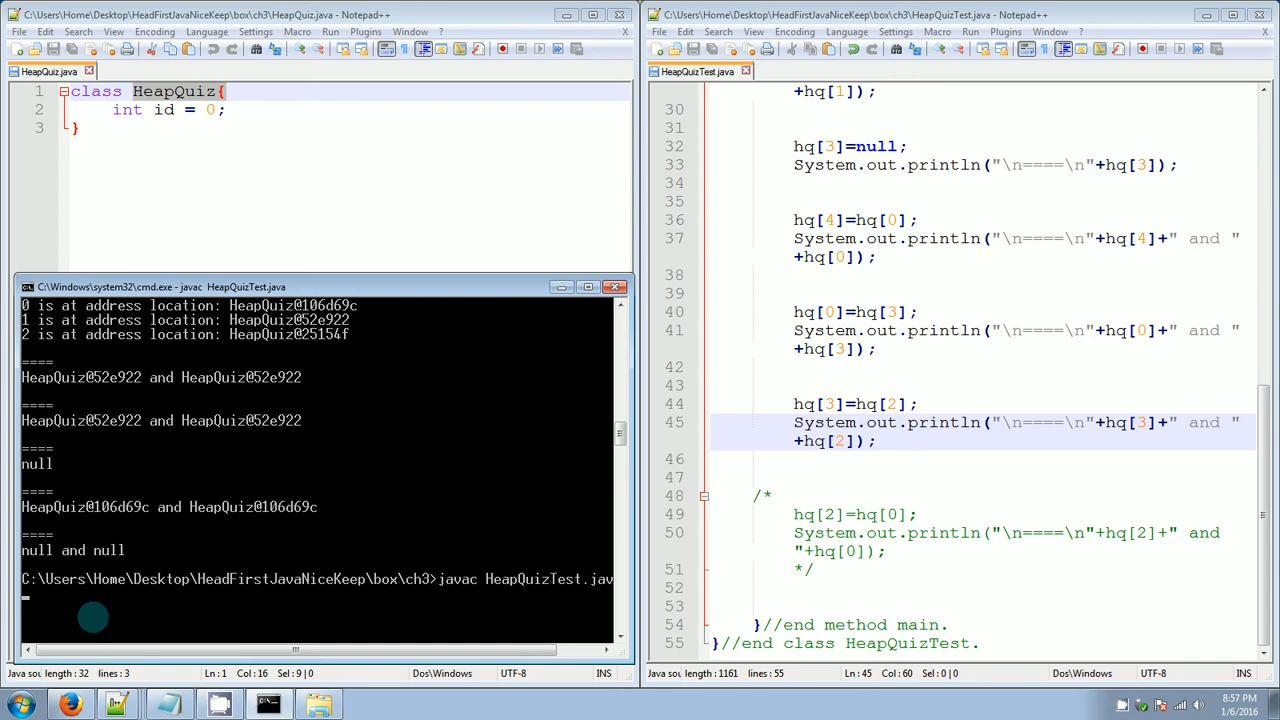 C:\Users\Home\Desktop\HeadFirstJavaNiceKeep\box\ch3\HeapQuiz.java - Notepad++
File Edit Search View Encoding Language Settings Macro Run Plugins Window ? X
HeapQuiz.java
1 class HeapQuiz{
2 int id = 0;
3 }
C:\Windows\system32\cmd.exe - javac HeapQuizTest.java
0 is at address location: HeapQuiz@106d69c
1 is at address location: HeapQuiz@52e922
2 is at address location: HeapQuiz@25154f
====
HeapQuiz@52e922 and HeapQuiz@52e922
====
HeapQuiz@52e922 and HeapQuiz@52e922
====
null
====
HeapQuiz@106d69c and HeapQuiz@106d69c
====
null and null
C:\Users\Home\Desktop\HeadFirstJavaNiceKeep\box\ch3>javac HeapQuizTest.jav
Java sou length: 32 lines: 3 Ln:1 Col:16 Sel:9|0 Dos\Windows UTF-8 INS
C:\Users\Home\Desktop\HeadFirstJavaNiceKeep\box\ch3\HeapQuizTest.java - Notepad++
File Edit Search View Encoding Language Settings Macro Run Plugins Window ? X
HeapQuizTest.java
+hq[1]);
30
31
32 hq[3]=null;
33 System.out.println("\n====\n"+hq[3]);
34
35
36 hq[4]=hq[0];
37 System.out.println("\n====\n"+hq[4]+" and "
+hq[0]);
38
39
40 hq[0]=hq[3];
41 System.out.println("\n====\n"+hq[0]+" and "
+hq[3]);
42
43
44 hq[3]=hq[2];
45 System.out.println("\n====\n"+hq[3]+" and "
+hq[2]);
46
47
48 /*
49 hq[2]=hq[0];
50 System.out.println("\n====\n"+hq[2]+" and
"+hq[0]);
51 */
52
53
54 }//end method main.
55 }//end class HeapQuizTest.
Java sou length: 1161 lines: 55 Ln:45 Col:60 Sel:0|0 Dos\Windows UTF-8 INS
8:57 PM
1/6/2016